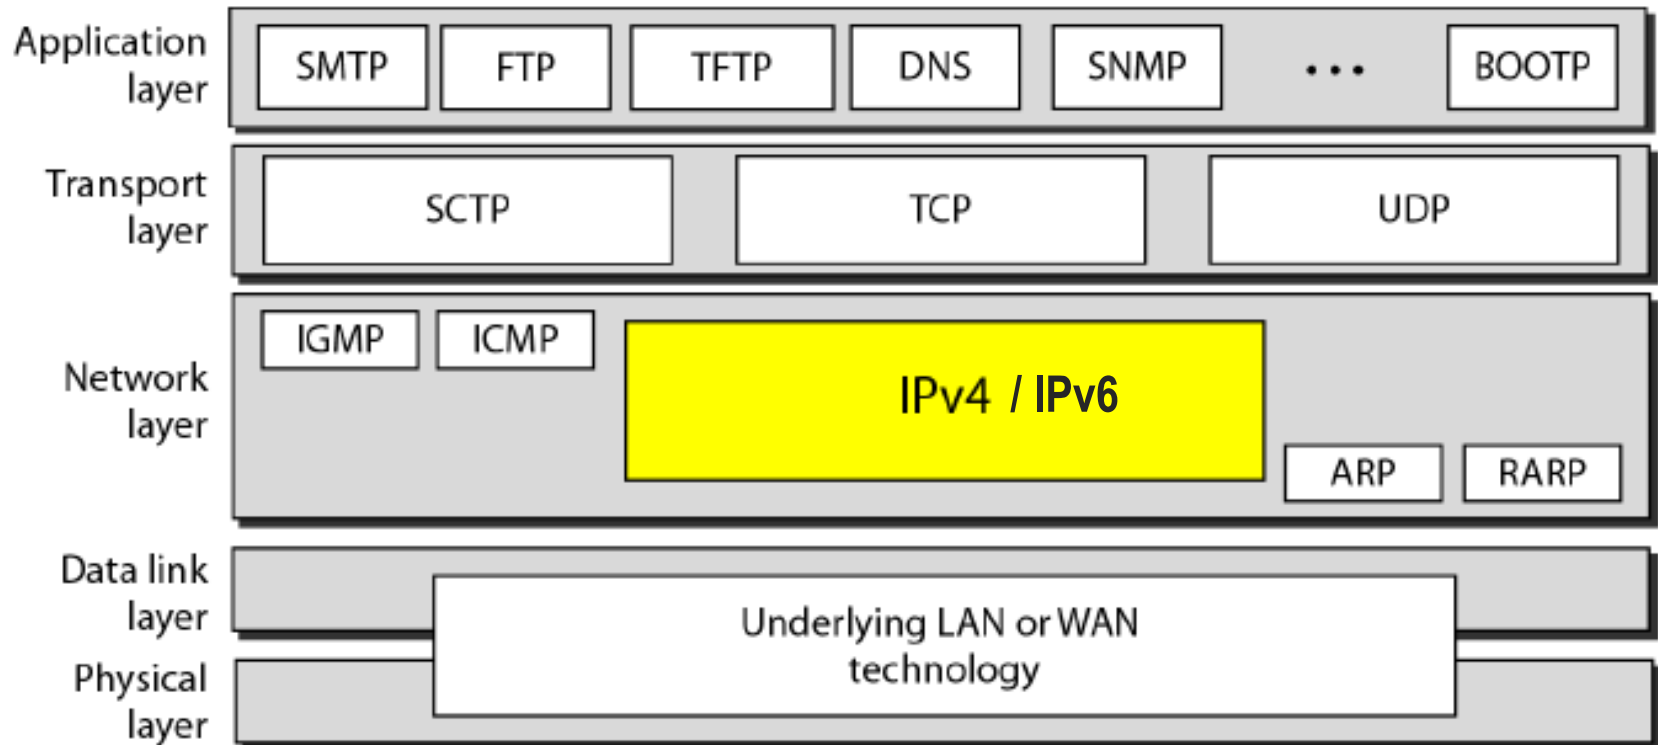 Application
layer
SMTP FTP TFTP DNS SNMP ... BOOTP
Transport
layer
SCTP TCP UDP
Network
layer
IGMP ICMP
IPv4 / IPv6
ARP RARP
Data link
layer
Underlying LAN or WAN
technology
Physical
layer